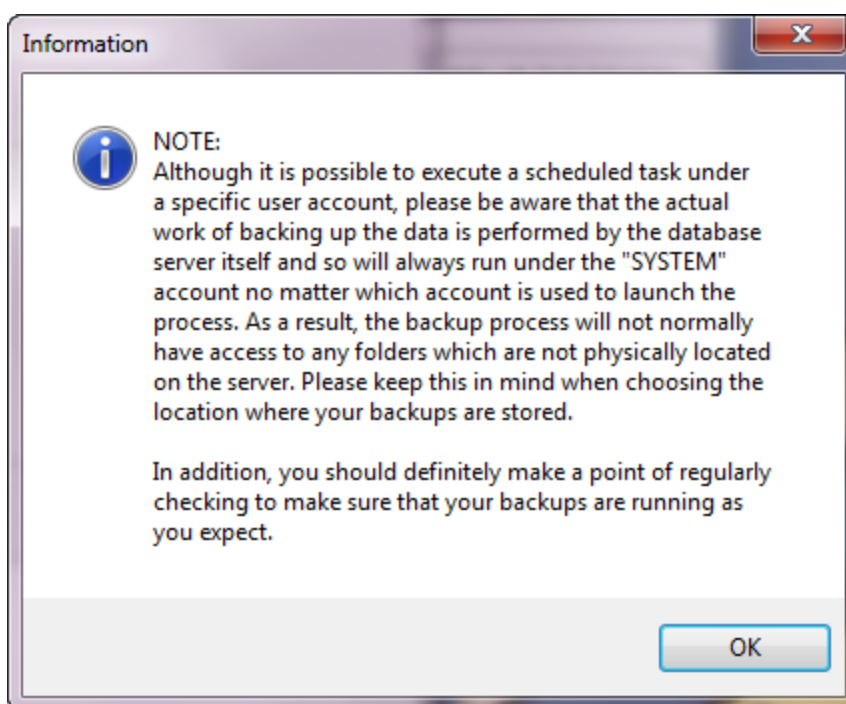 Information
NOTE:
Although it is possible to execute a scheduled task under
a specific user account, please be aware that the actual
work of backing up the data is performed by the database
server itself and so will always run under the "SYSTEM"
account no matter which account is used to launch the
process. As a result, the backup process will not normally
have access to any folders which are not physically located
on the server. Please keep this in mind when choosing the
location where your backups are stored.
In addition, you should definitely make a point of regularly
checking to make sure that your backups are running as
you expect.
OK